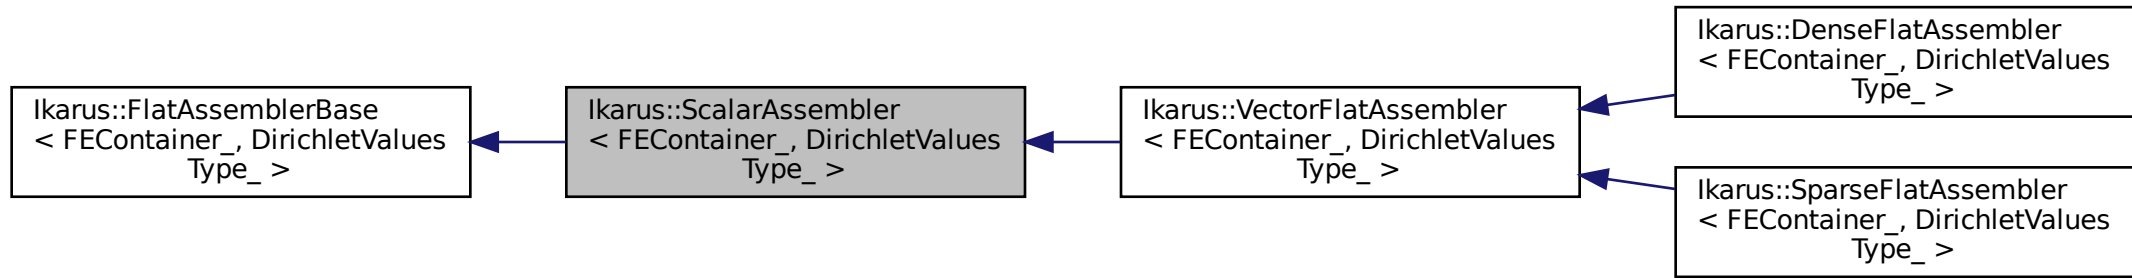 Ikarus::FlatAssemblerBase
< FEContainer_, DirichletValues
Type_ >
Ikarus::ScalarAssembler
< FEContainer_, DirichletValues
Type_ >
Ikarus::VectorFlatAssembler
< FEContainer_, DirichletValues
Type_ >
Ikarus::DenseFlatAssembler
< FEContainer_, DirichletValues
Type_ >
Ikarus::SparseFlatAssembler
< FEContainer_, DirichletValues
Type_ >